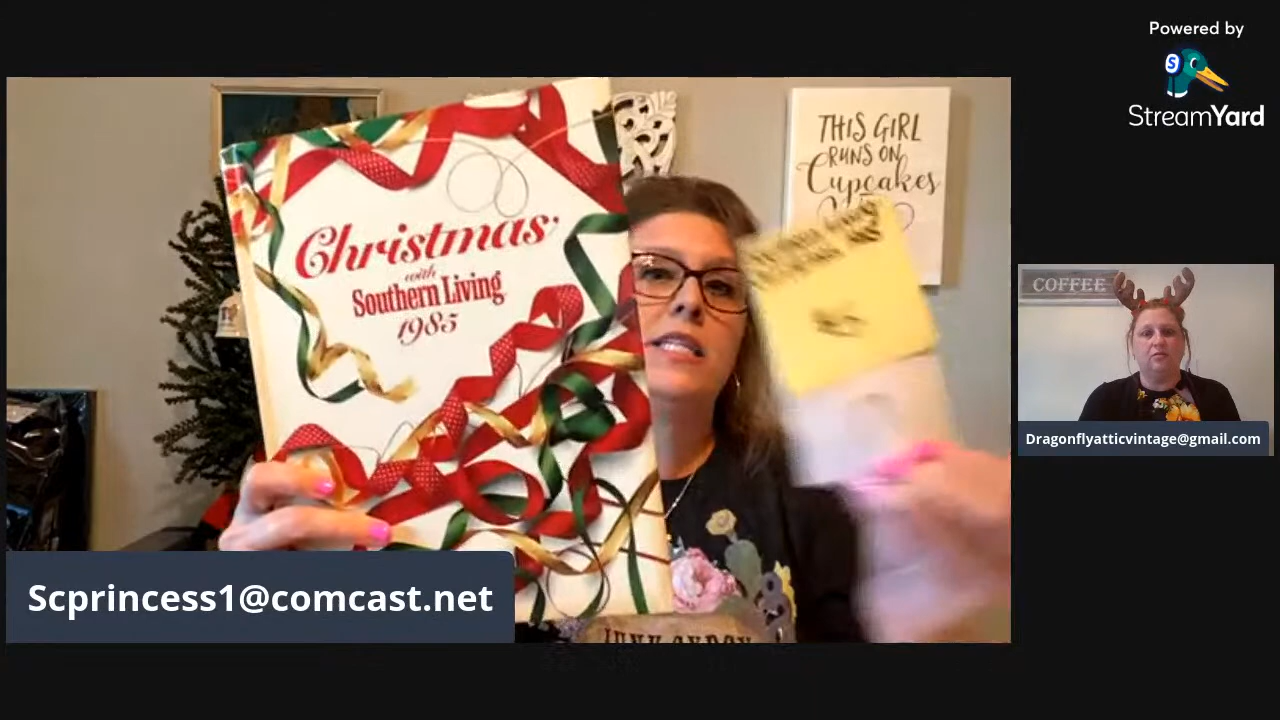 Powered by
StreamYard
THIS GIRL
RUNS ON
Cupcakes
Christmas
with
Southern Living
1985
COFFEE
Dragonflyatticvintage@gmail.com
Scprincess1@comcast.net
JUNK